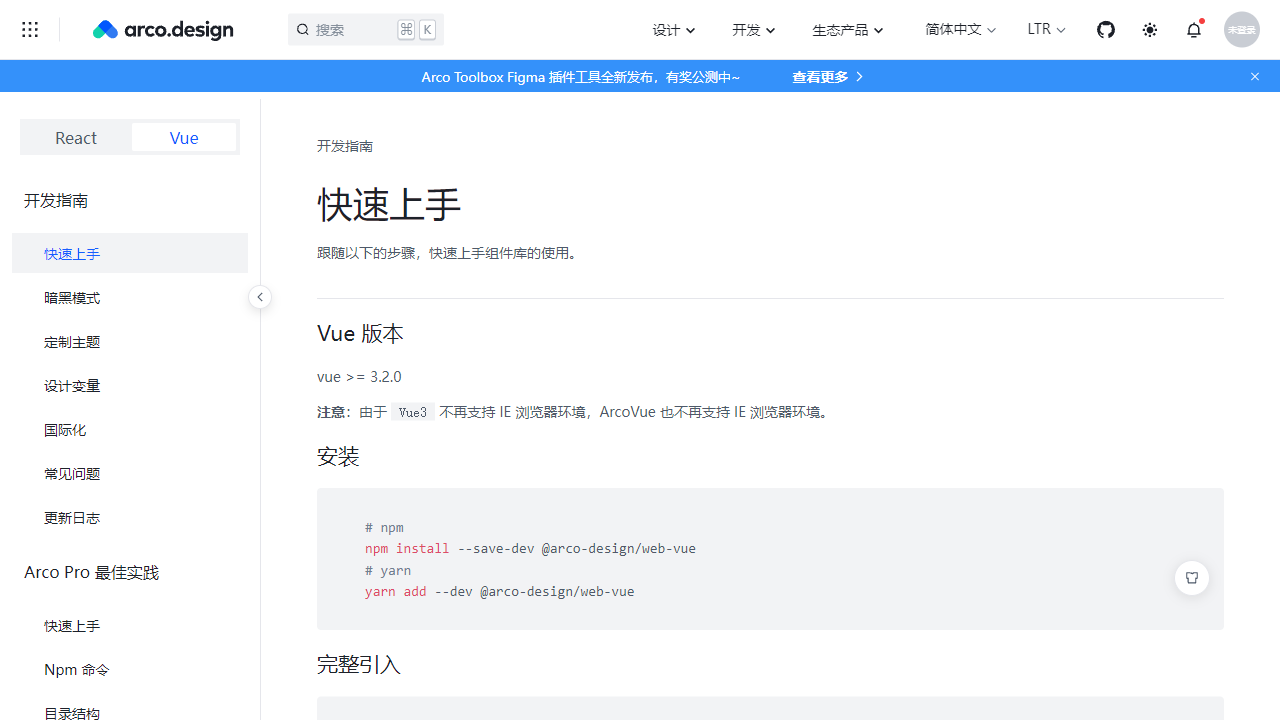 arco.design
搜索 ⌘ K
设计
开发
生态产品
简体中文
LTR
未登录
Arco Toolbox Figma 插件工具全新发布，有奖公测中~
查看更多
React
Vue
开发指南
快速上手
暗黑模式
定制主题
设计变量
国际化
常见问题
更新日志
Arco Pro 最佳实践
快速上手
Npm 命令
目录结构
开发指南
快速上手
跟随以下的步骤，快速上手组件库的使用。
Vue 版本
vue >= 3.2.0
注意：由于 Vue3 不再支持 IE 浏览器环境，ArcoVue 也不再支持 IE 浏览器环境。
安装
# npm
npm install --save-dev @arco-design/web-vue
# yarn
yarn add --dev @arco-design/web-vue
完整引入